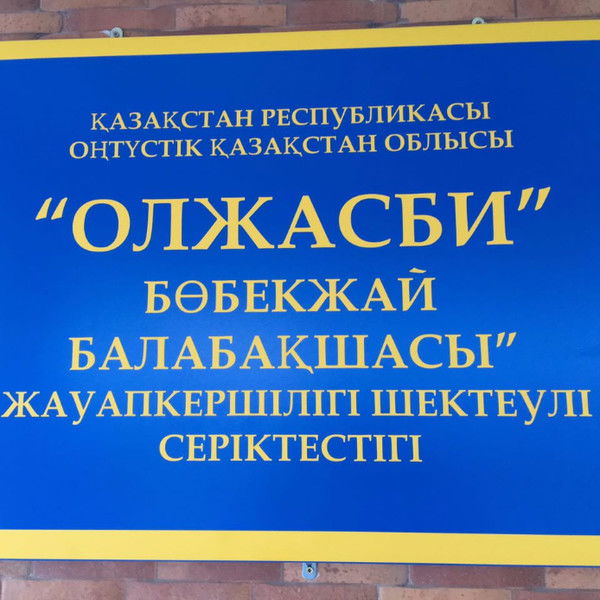 ҚАЗАҚСТАН РЕСПУБЛИКАСЫ
ОҢТҮСТІК ҚАЗАҚСТАН ОБЛЫСЫ
“ОЛЖАСБИ”
БӨБЕКЖАЙ
БАЛАБАҚШАСЫ”
ЖАУАПКЕРШІЛІГІ ШЕКТЕУЛІ
СЕРІКТЕСТІГІ